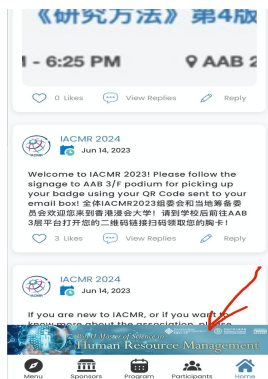 《研究方法》第4版
1 - 6:25 PM AAB 2
0 Likes View Replies Reply
IACMR 2024
Jun 14, 2023
Welcome to IACMR 2023! Please follow the
signage to AAB 3/F podium for picking up
your badge using your QR Code sent to your
email box! 全体IACMR2023组委会和当地筹备委
员会欢迎您来到香港浸会大学！请到学校后前往AAB
3层平台打开您的二维码链接扫码领取您的胸卡！
3 Likes View Replies Reply
IACMR 2024
Jun 14, 2023
If you are new to IACMR, or if you want to
know more about the association, please
Master of Science in
Human Resource Management
Menu Sponsors Program Participants Home